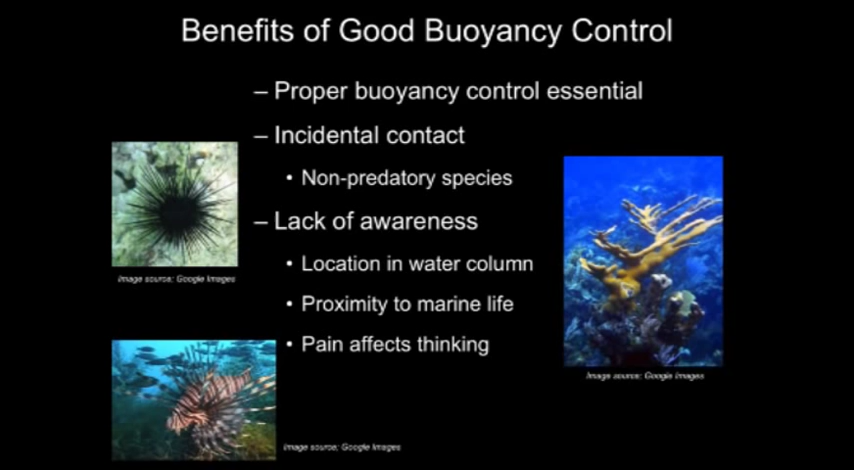 Benefits of Good Buoyancy Control
– Proper buoyancy control essential
– Incidental contact
• Non-predatory species
– Lack of awareness
• Location in water column
• Proximity to marine life
• Pain affects thinking
Image source: Google Images
Image source: Google Images
Image source: Google Images